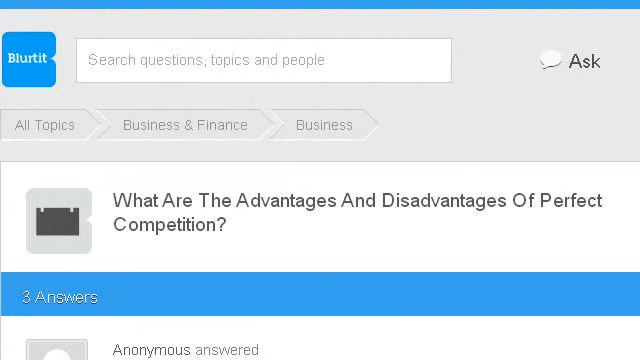 Blurtit
Search questions, topics and people
Ask
All Topics
Business & Finance
Business
What Are The Advantages And Disadvantages Of Perfect
Competition?
3 Answers
Anonymous answered